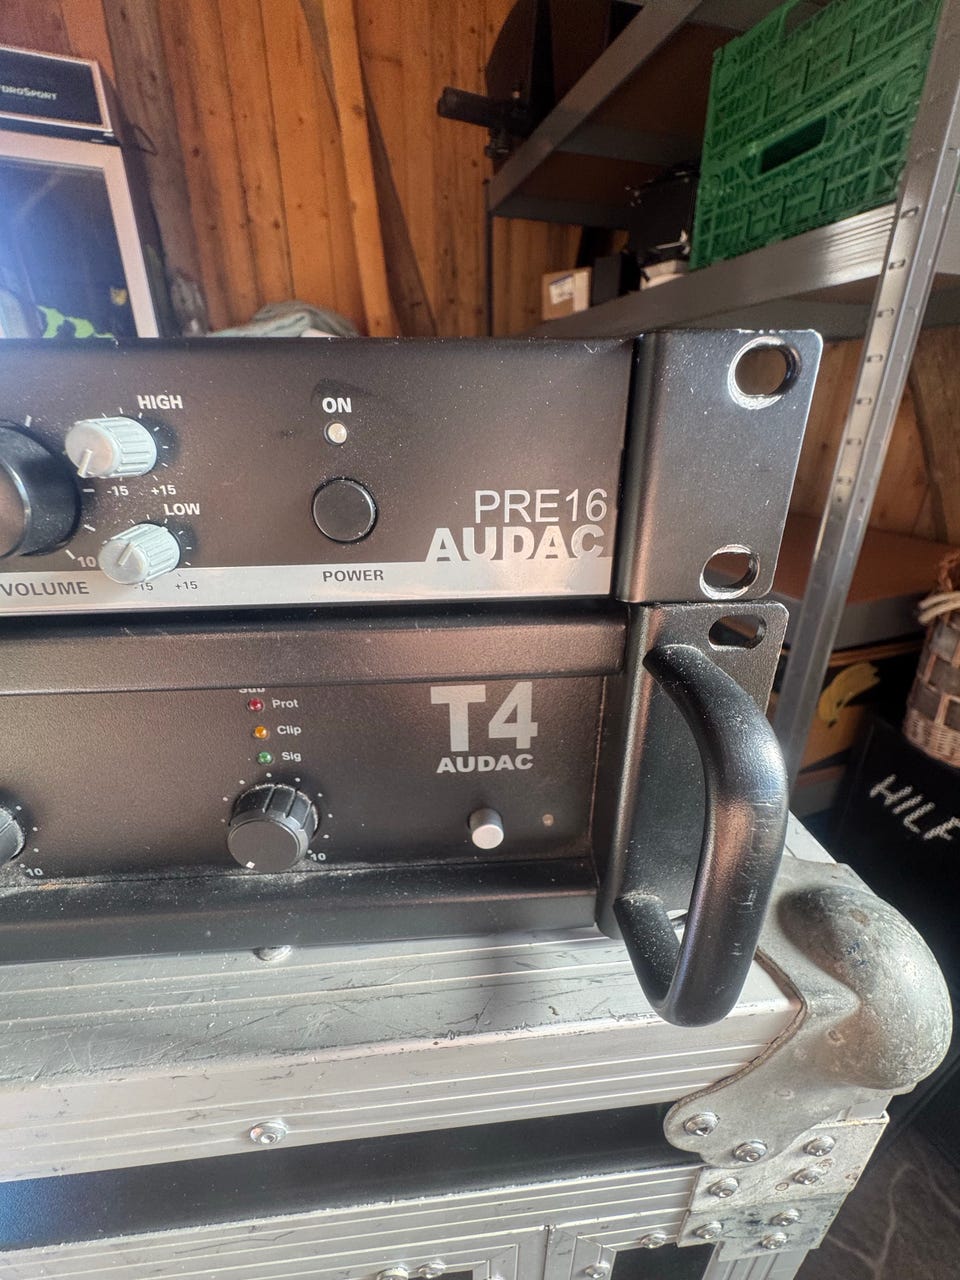 HIGH
ON
-15 +15
LOW
PRE16
AUDAC
10
VOLUME
-15 +15
POWER
Sub
Prot
Clip
Sig
T4
AUDAC
10
10